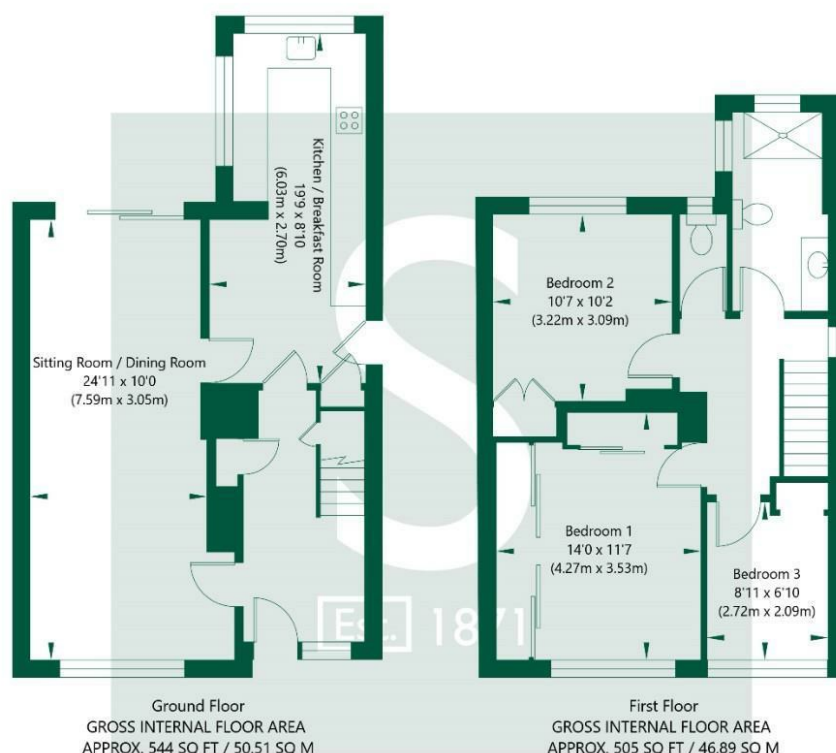 Kitchen / Breakfast Room
19'9 x 8'10
(6.03m x 2.70m)
Sitting Room / Dining Room
24'11 x 10'0
(7.59m x 3.05m)
Est. 1871
Ground Floor
GROSS INTERNAL FLOOR AREA
APPROX. 544 SQ FT / 50.51 SQ M
Bedroom 2
10'7 x 10'2
(3.22m x 3.09m)
Bedroom 1
14'0 x 11'7
(4.27m x 3.53m)
Bedroom 3
8'11 x 6'10
(2.72m x 2.09m)
First Floor
GROSS INTERNAL FLOOR AREA
APPROX. 505 SQ FT / 46.89 SQ M
S